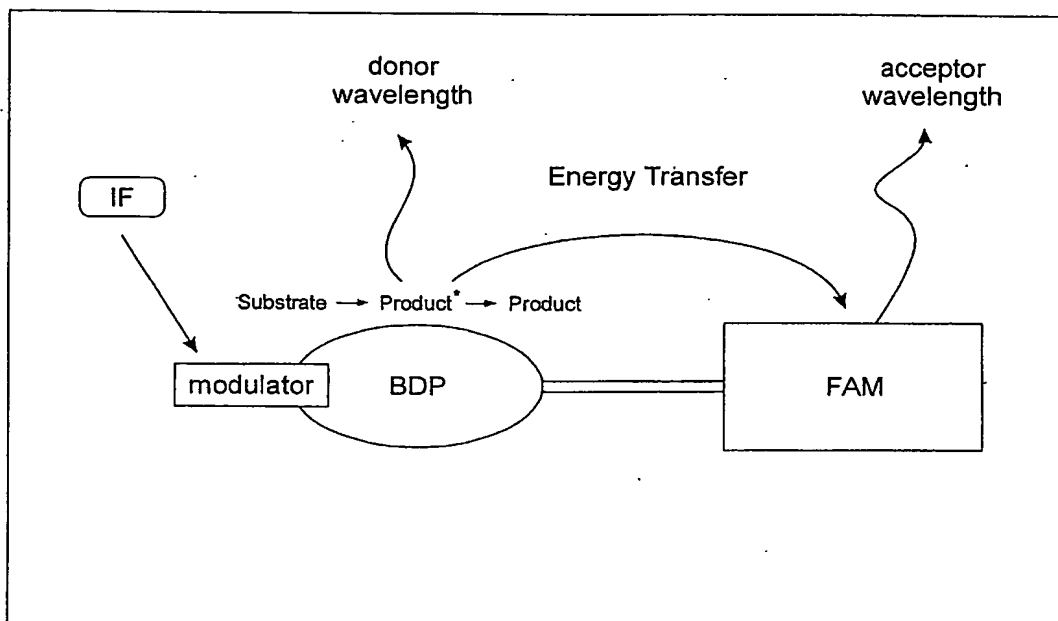 donor
wavelength
acceptor
wavelength
Energy Transfer
IF
Substrate → Product* → Product
modulator
BDP
FAM